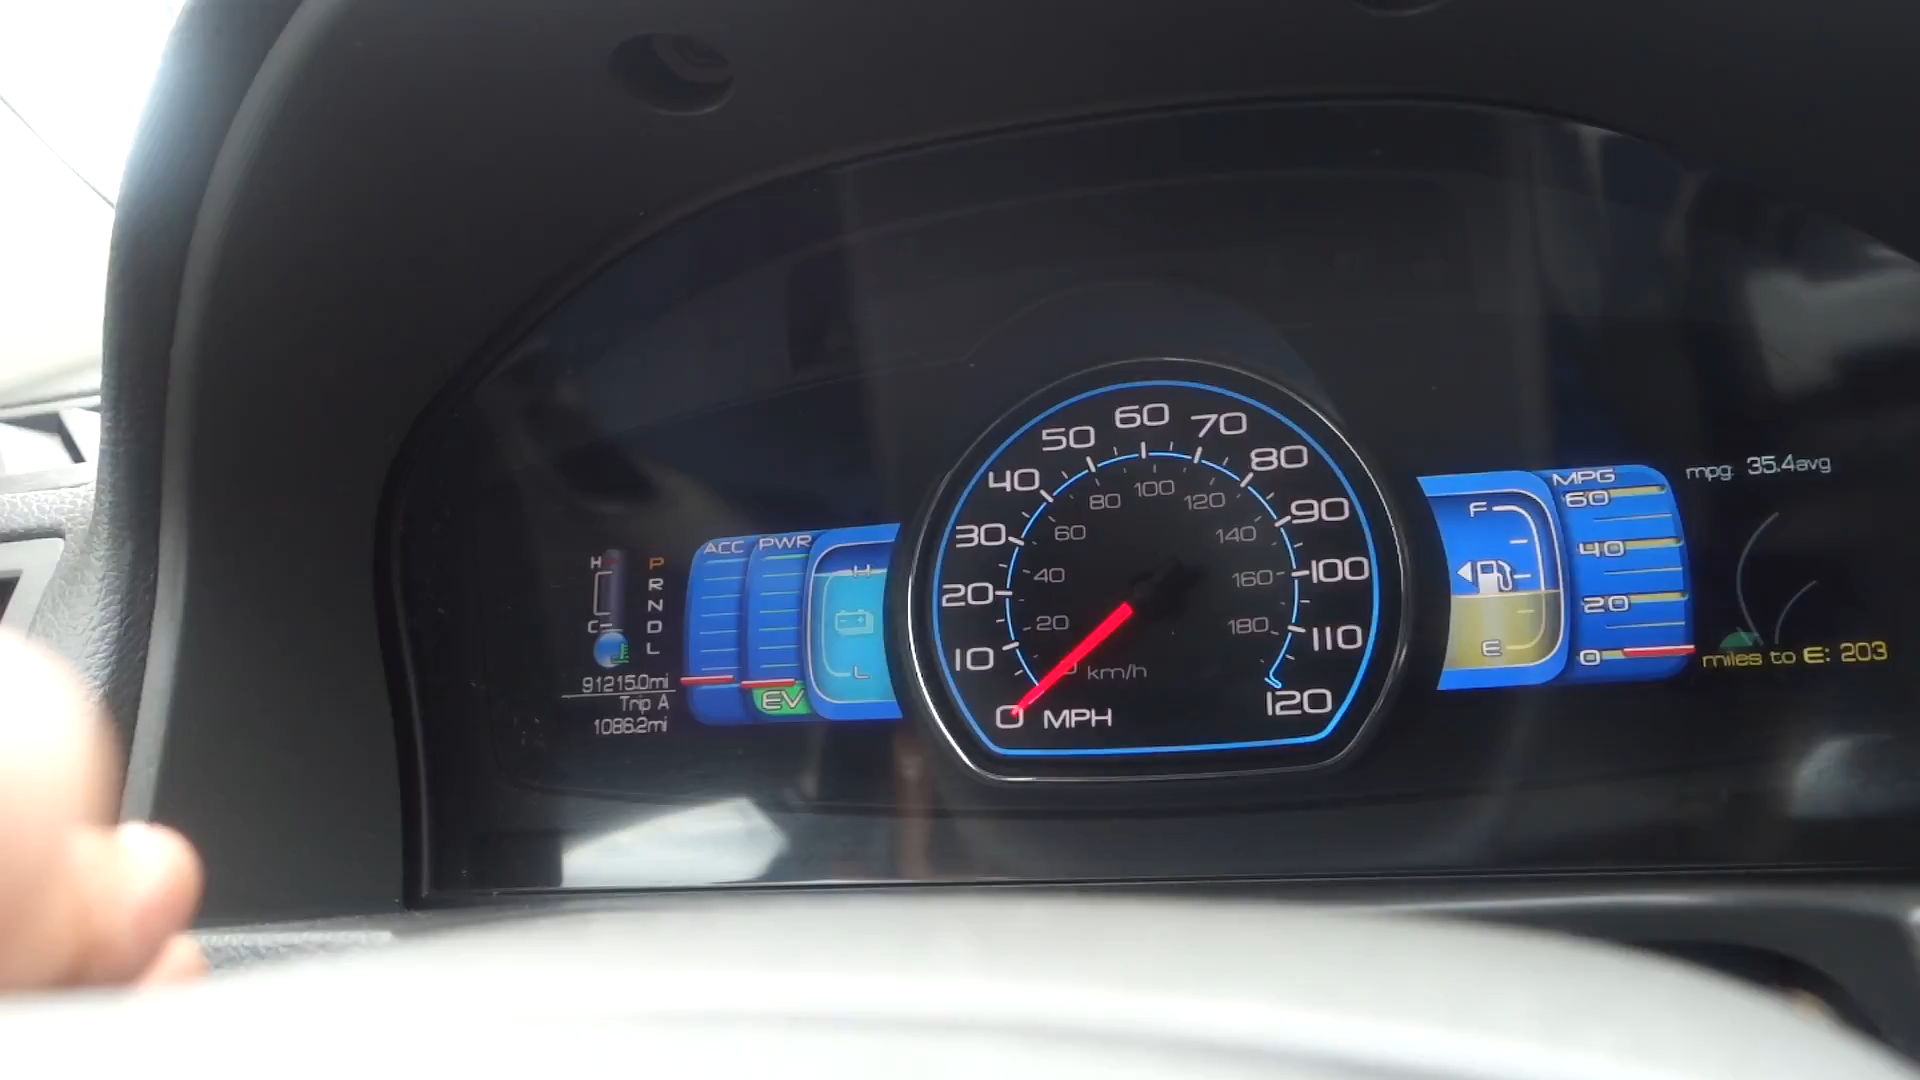 H
C
P
R
N
D
L
91215.0mi
Trip A
1086.2mi
ACC
PWR
EV
H
L
0
10
20
30
40
50
60
70
80
90
100
110
120
MPH
20
40
60
80
100
120
140
160
180
km/h
F
E
MPG
60
40
20
0
mpg: 35.4avg
miles to E: 203